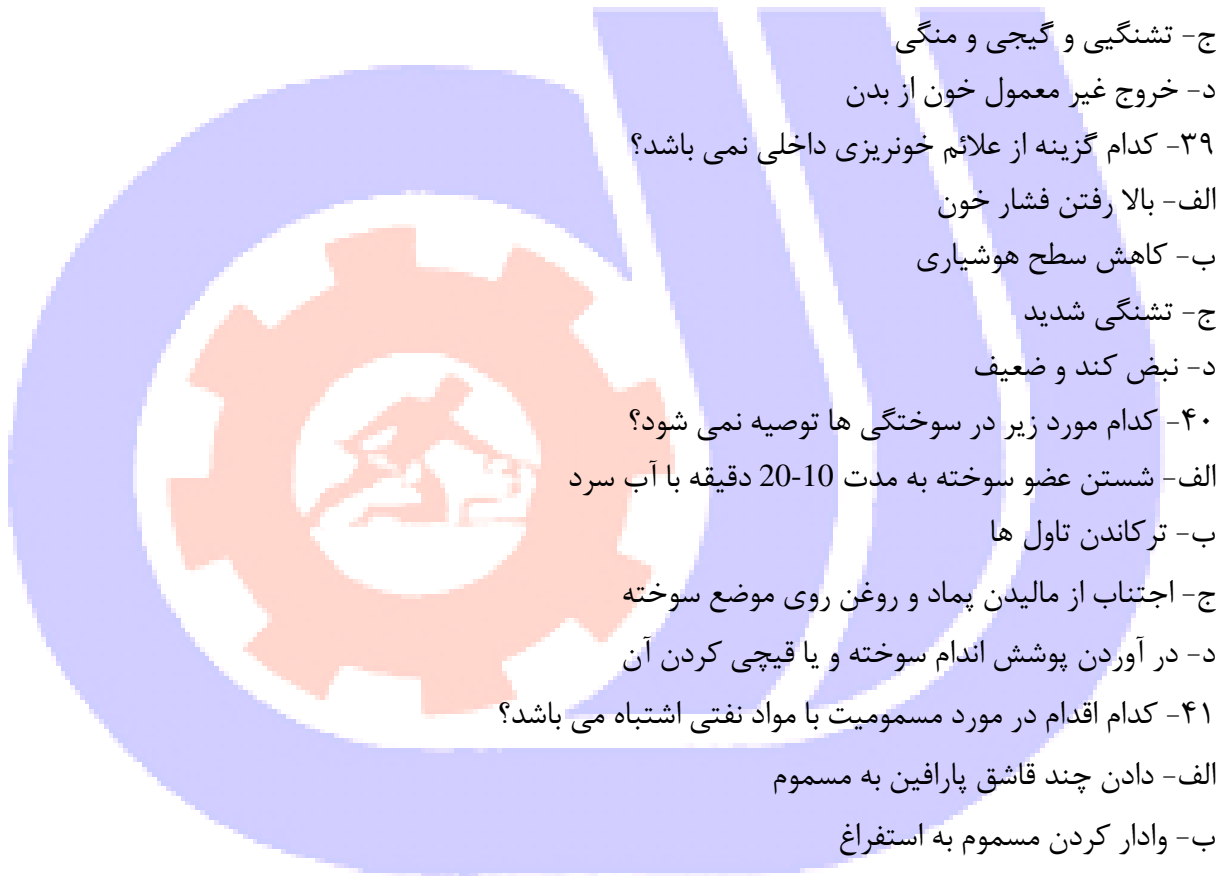 ج- تشنگیی و گیجی و منگی
د- خروج غیر معمول خون از بدن
۳۹- کدام گزینه از علائم خونریزی داخلی نمی باشد؟
الف- بالا رفتن فشار خون
ب- کاهش سطح هوشیاری
ج- تشنگی شدید
د- نبض کند و ضعیف
۴۰- کدام مورد زیر در سوختگی ها توصیه نمی شود؟
الف- شستن عضو سوخته به مدت 10-20 دقیقه با آب سرد
ب- ترکاندن تاول ها
ج- اجتناب از مالیدن پماد و روغن روی موضع سوخته
د- در آوردن پوشش اندام سوخته و یا قیچی کردن آن
۴۱- کدام اقدام در مورد مسمومیت با مواد نفتی اشتباه می باشد؟
الف- دادن چند قاشق پارافین به مسموم
ب- وادار کردن مسموم به استفراغ